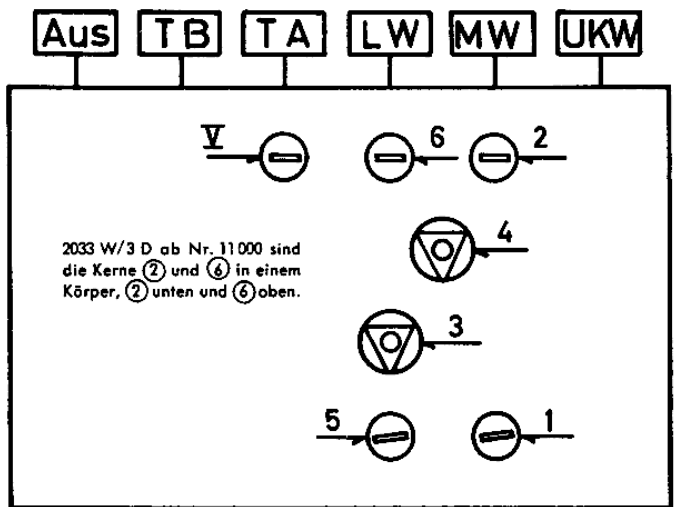 Aus TB TA LW MW UKW
V 6 2
4
2033 W/3 D ab Nr. 11000 sind
die Kerne 2 und 6 in einem
Körper, 2 unten und 6 oben.
3
5 1